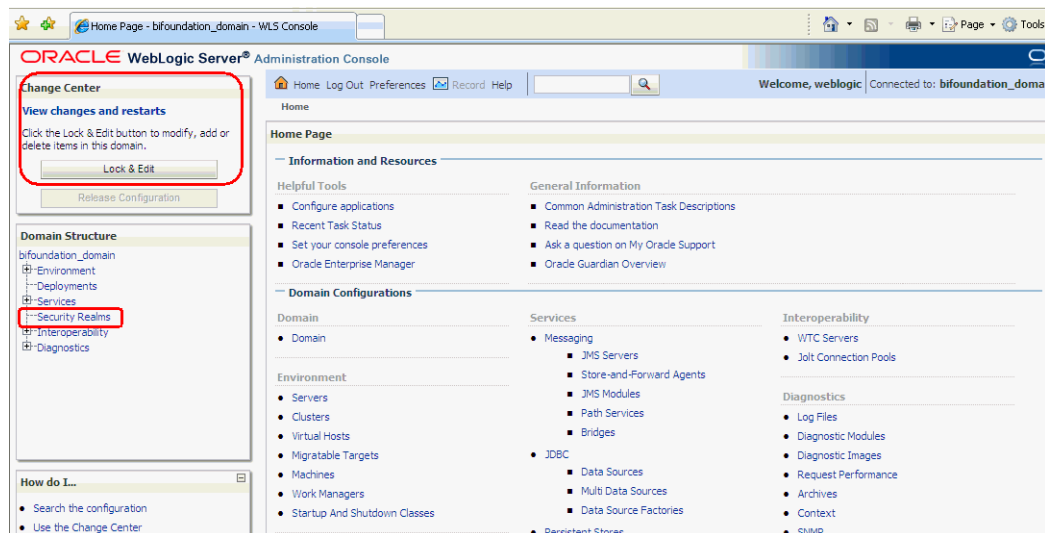 Home Page - bifoundation_domain - WLS Console
Page
Tools
ORACLE WebLogic Server® Administration Console
Change Center
View changes and restarts
Click the Lock & Edit button to modify, add or
delete items in this domain.
Lock & Edit
Release Configuration
Domain Structure
bifoundation_domain
Environment
Deployments
Services
Security Realms
Interoperability
Diagnostics
How do I...
Search the configuration
Use the Change Center
Home Log Out Preferences Record Help
Welcome, weblogic Connected to: bifoundation_doma
Home
Home Page
Information and Resources
Helpful Tools
Configure applications
Recent Task Status
Set your console preferences
Oracle Enterprise Manager
General Information
Common Administration Task Descriptions
Read the documentation
Ask a question on My Oracle Support
Oracle Guardian Overview
Domain Configurations
Domain
Domain
Environment
Servers
Clusters
Virtual Hosts
Migratable Targets
Machines
Work Managers
Startup And Shutdown Classes
Services
Messaging
JMS Servers
Store-and-Forward Agents
JMS Modules
Path Services
Bridges
JDBC
Data Sources
Multi Data Sources
Data Source Factories
Persistent Stores
Interoperability
WTC Servers
Jolt Connection Pools
Diagnostics
Log Files
Diagnostic Modules
Diagnostic Images
Request Performance
Archives
Context
SNMP